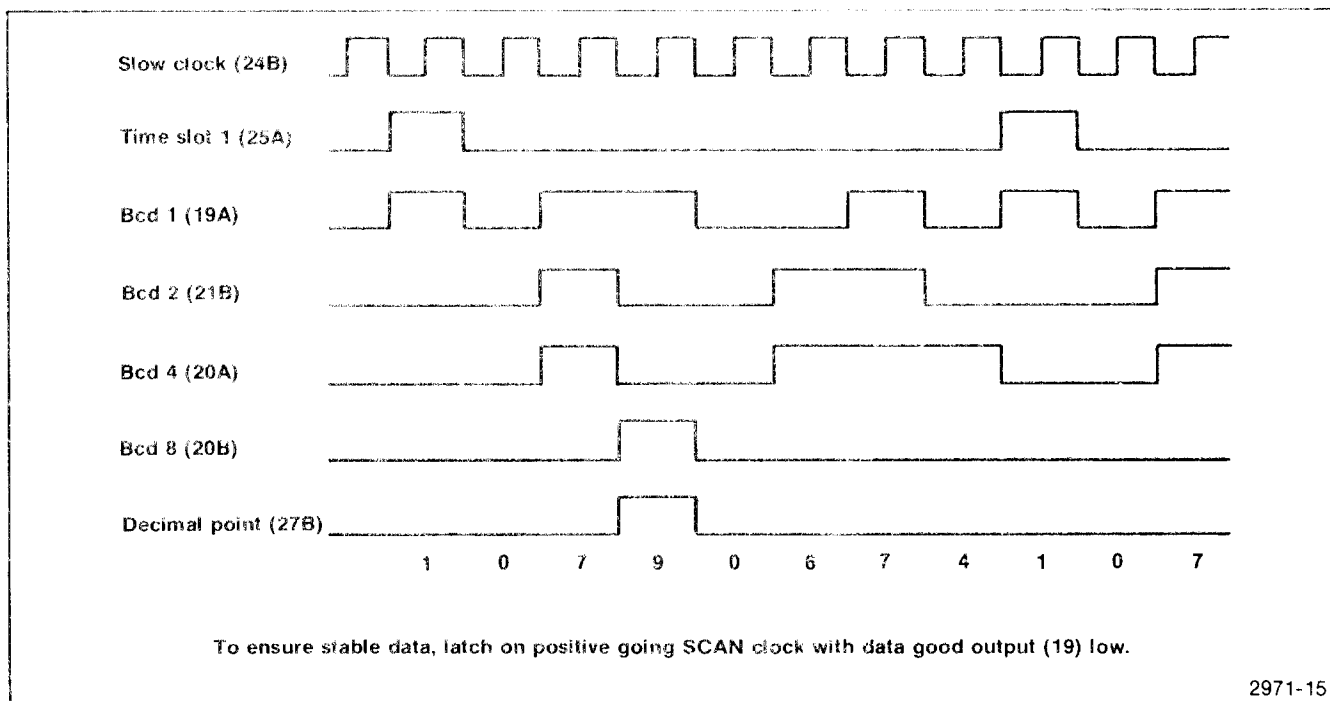 Slow clock (24B)
Time slot 1 (25A)
Bcd 1 (19A)
Bcd 2 (21B)
Bcd 4 (20A)
Bcd 8 (20B)
Decimal point (27B)
1 0 7 9 0 6 7 4 1 0 7
To ensure stable data, latch on positive going SCAN clock with data good output (19) low.
2971-15